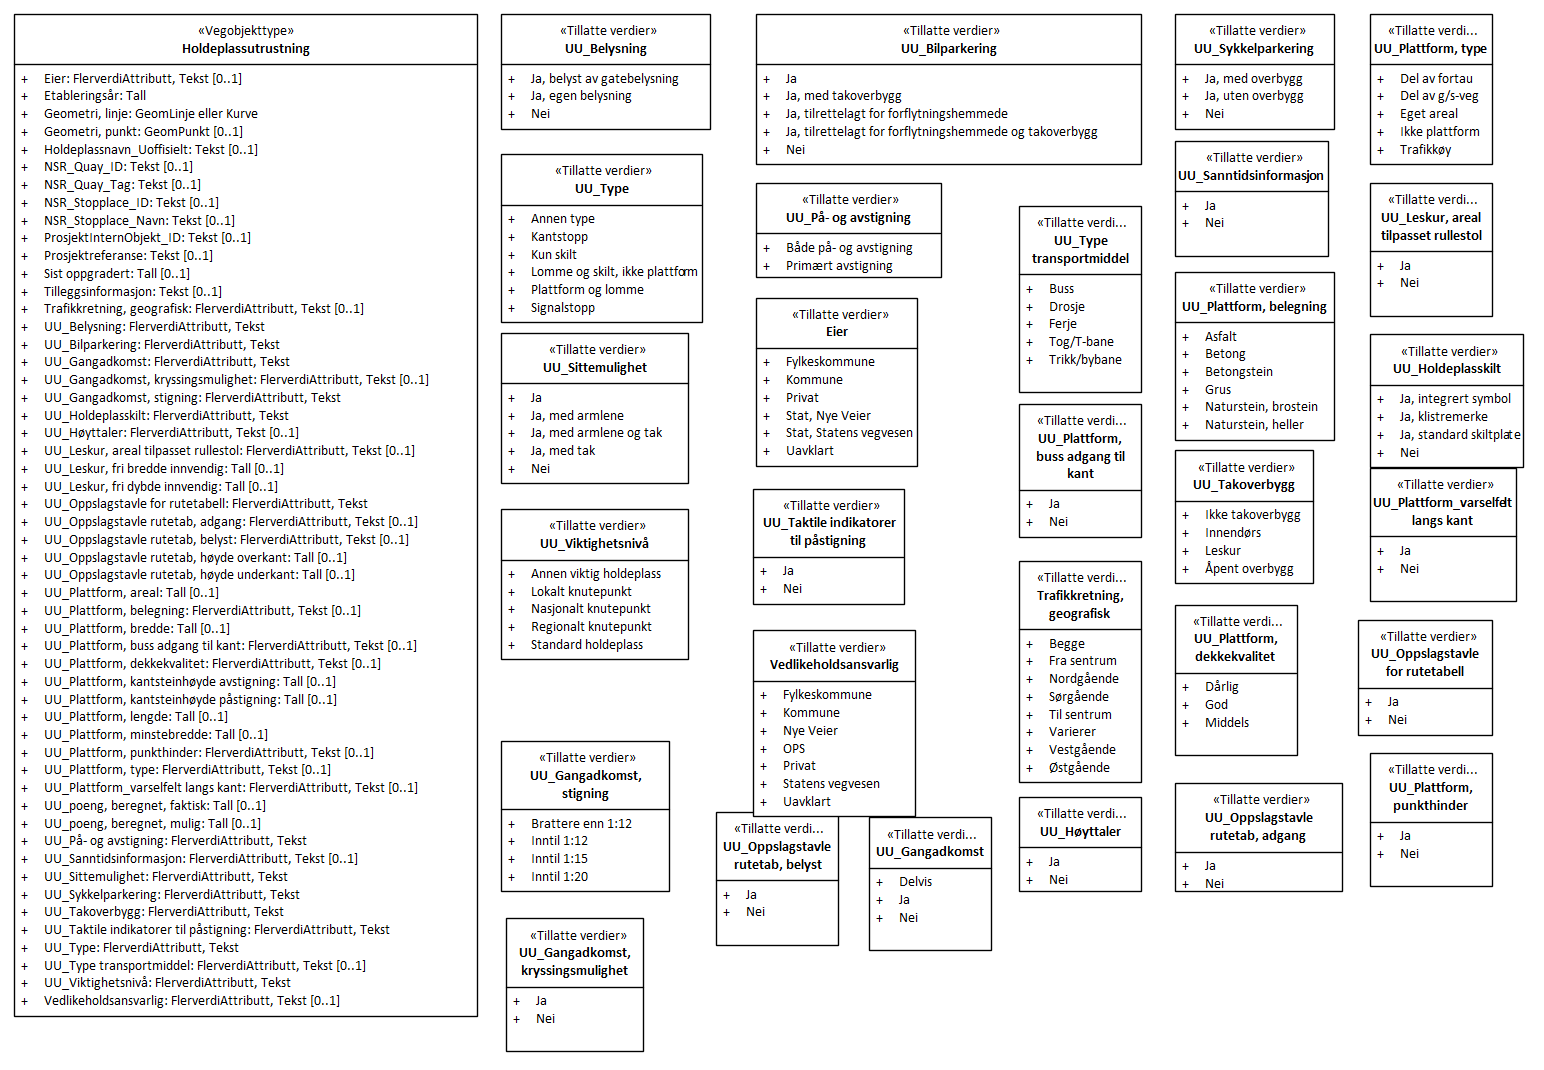 «Vegobjekttype»
Holdeplassutrustning
+ Eier: FlerverdiAttributt, Tekst [0..1]
+ Etableringsår: Tall
+ Geometri, linje: GeomLinje eller Kurve
+ Geometri, punkt: GeomPunkt [0..1]
+ Holdeplassnavn_Uoffisielt: Tekst [0..1]
+ NSR_Quay_ID: Tekst [0..1]
+ NSR_Quay_Tag: Tekst [0..1]
+ NSR_Stopplace_ID: Tekst [0..1]
+ NSR_Stopplace_Navn: Tekst [0..1]
+ ProsjektInternObjekt_ID: Tekst [0..1]
+ Prosjektreferanse: Tekst [0..1]
+ Sist oppgradert: Tall [0..1]
+ Tilleggsinformasjon: Tekst [0..1]
+ Trafikkretning, geografisk: FlerverdiAttributt, Tekst [0..1]
+ UU_Belysning: FlerverdiAttributt, Tekst
+ UU_Bilparkering: FlerverdiAttributt, Tekst
+ UU_Gangadkomst: FlerverdiAttributt, Tekst
+ UU_Gangadkomst, kryssingsmulighet: FlerverdiAttributt, Tekst [0..1]
+ UU_Gangadkomst, stigning: FlerverdiAttributt, Tekst
+ UU_Holdeplasskilt: FlerverdiAttributt, Tekst
+ UU_Høyttaler: FlerverdiAttributt, Tekst [0..1]
+ UU_Leskur, areal tilpasset rullestol: FlerverdiAttributt, Tekst [0..1]
+ UU_Leskur, fri bredde innvendig: Tall [0..1]
+ UU_Leskur, fri dybde innvendig: Tall [0..1]
+ UU_Oppslagstavle for rutetabell: FlerverdiAttributt, Tekst
+ UU_Oppslagstavle rutetab, adgang: FlerverdiAttributt, Tekst [0..1]
+ UU_Oppslagstavle rutetab, belyst: FlerverdiAttributt, Tekst [0..1]
+ UU_Oppslagstavle rutetab, høyde overkant: Tall [0..1]
+ UU_Oppslagstavle rutetab, høyde underkant: Tall [0..1]
+ UU_Plattform, areal: Tall [0..1]
+ UU_Plattform, belegning: FlerverdiAttributt, Tekst [0..1]
+ UU_Plattform, bredde: Tall [0..1]
+ UU_Plattform, buss adgang til kant: FlerverdiAttributt, Tekst [0..1]
+ UU_Plattform, dekkekvalitet: FlerverdiAttributt, Tekst [0..1]
+ UU_Plattform, kantsteinhøyde avstigning: Tall [0..1]
+ UU_Plattform, kantsteinhøyde påstigning: Tall [0..1]
+ UU_Plattform, lengde: Tall [0..1]
+ UU_Plattform, minstebredde: Tall [0..1]
+ UU_Plattform, punkthinder: FlerverdiAttributt, Tekst [0..1]
+ UU_Plattform, type: FlerverdiAttributt, Tekst [0..1]
+ UU_Plattform_varselfelt langs kant: FlerverdiAttributt, Tekst [0..1]
+ UU_poeng, beregnet, faktisk: Tall [0..1]
+ UU_poeng, beregnet, mulig: Tall [0..1]
+ UU_På- og avstigning: FlerverdiAttributt, Tekst
+ UU_Sanntidsinformasjon: FlerverdiAttributt, Tekst
+ UU_Sittemulighet: FlerverdiAttributt, Tekst
+ UU_Sykkelparkering: FlerverdiAttributt, Tekst
+ UU_Takoverbygg: FlerverdiAttributt, Tekst
+ UU_Taktile indikatorer til påstigning: FlerverdiAttributt, Tekst
+ UU_Type: FlerverdiAttributt, Tekst
+ UU_Type transportmiddel: FlerverdiAttributt, Tekst [0..1]
+ UU_Viktighetsnivå: FlerverdiAttributt, Tekst
+ Vedlikeholdsansvarlig: FlerverdiAttributt, Tekst [0..1]
«Tillatte verdier»
UU_Belysning
+ Ja, belyst av gatebelysning
+ Ja, egen belysning
+ Nei
«Tillatte verdier»
UU_Type
+ Annen type
+ Kantstopp
+ Kun skilt
+ Lomme og skilt, ikke plattform
+ Plattform og lomme
+ Signalstopp
«Tillatte verdier»
UU_Sittemulighet
+ Ja
+ Ja, med armlene
+ Ja, med armlene og tak
+ Ja, med tak
+ Nei
«Tillatte verdier»
UU_Viktighetsnivå
+ Annen viktig holdeplass
+ Lokalt knutepunkt
+ Nasjonalt knutepunkt
+ Regionalt knutepunkt
+ Standard holdeplass
«Tillatte verdier»
UU_Gangadkomst,
stigning
+ Brattere enn 1:12
+ Inntil 1:12
+ Inntil 1:15
+ Inntil 1:20
«Tillatte verdier»
UU_Gangadkomst,
kryssingsmulighet
+ Ja
+ Nei
«Tillatte verdier»
UU_Bilparkering
+ Ja
+ Ja, med takoverbygg
+ Ja, tilrettelagt for forflytningshemmede
+ Ja, tilrettelagt for forflytningshemmede og takoverbygg
+ Nei
«Tillatte verdier»
UU_På- og avstigning
+ Både på- og avstigning
+ Primært avstigning
«Tillatte verdier»
Eier
+ Fylkeskommune
+ Kommune
+ Privat
+ Stat, Nye Veier
+ Stat, Statens vegvesen
+ Uavklart
«Tillatte verdier»
UU_Taktile indikatorer
til påstigning
+ Ja
+ Nei
«Tillatte verdier»
Vedlikeholdsansvarlig
+ Fylkeskommune
+ Kommune
+ Nye Veier
+ OPS
+ Privat
+ Statens vegvesen
+ Uavklart
«Tillatte verdi...
UU_Oppslagstavle
rutetab, belyst
+ Ja
+ Nei
«Tillatte verdi...
UU_Gangadkomst
+ Delvis
+ Ja
+ Nei
«Tillatte verdi...
UU_Type
transportmiddel
+ Buss
+ Drosje
+ Ferje
+ Tog/T-bane
+ Trikk/bybane
«Tillatte verdi...
UU_Plattform,
buss adgang til
kant
+ Ja
+ Nei
«Tillatte verdi...
Trafikkretning,
geografisk
+ Begge
+ Fra sentrum
+ Nordgående
+ Sørgående
+ Til sentrum
+ Varierer
+ Vestgående
+ Østgående
«Tillatte verdi...
UU_Høyttaler
+ Ja
+ Nei
«Tillatte verdier»
UU_Sykkelparkering
+ Ja, med overbygg
+ Ja, uten overbygg
+ Nei
«Tillatte verdier»
UU_Sanntidsinformasjon
+ Ja
+ Nei
«Tillatte verdier»
UU_Plattform, belegning
+ Asfalt
+ Betong
+ Betongstein
+ Grus
+ Naturstein, brostein
+ Naturstein, heller
«Tillatte verdier»
UU_Takoverbygg
+ Ikke takoverbygg
+ Innendørs
+ Leskur
+ Åpent overbygg
«Tillatte verdi...
UU_Plattform,
dekkekvalitet
+ Dårlig
+ God
+ Middels
«Tillatte verdier»
UU_Oppslagstavle
rutetab, adgang
+ Ja
+ Nei
«Tillatte verdi...
UU_Plattform, type
+ Del av fortau
+ Del av g/s-veg
+ Eget areal
+ Ikke plattform
+ Trafikkøy
«Tillatte verdi...
UU_Leskur, areal
tilpasset rullestol
+ Ja
+ Nei
«Tillatte verdier»
UU_Holdeplasskilt
+ Ja, integrert symbol
+ Ja, klistremerke
+ Ja, standard skiltplate
+ Nei
«Tillatte verdier»
UU_Plattform_varselfelt
langs kant
+ Ja
+ Nei
«Tillatte verdier»
UU_Oppslagstavle
for rutetabell
+ Ja
+ Nei
«Tillatte verdi...
UU_Plattform,
punkthinder
+ Ja
+ Nei